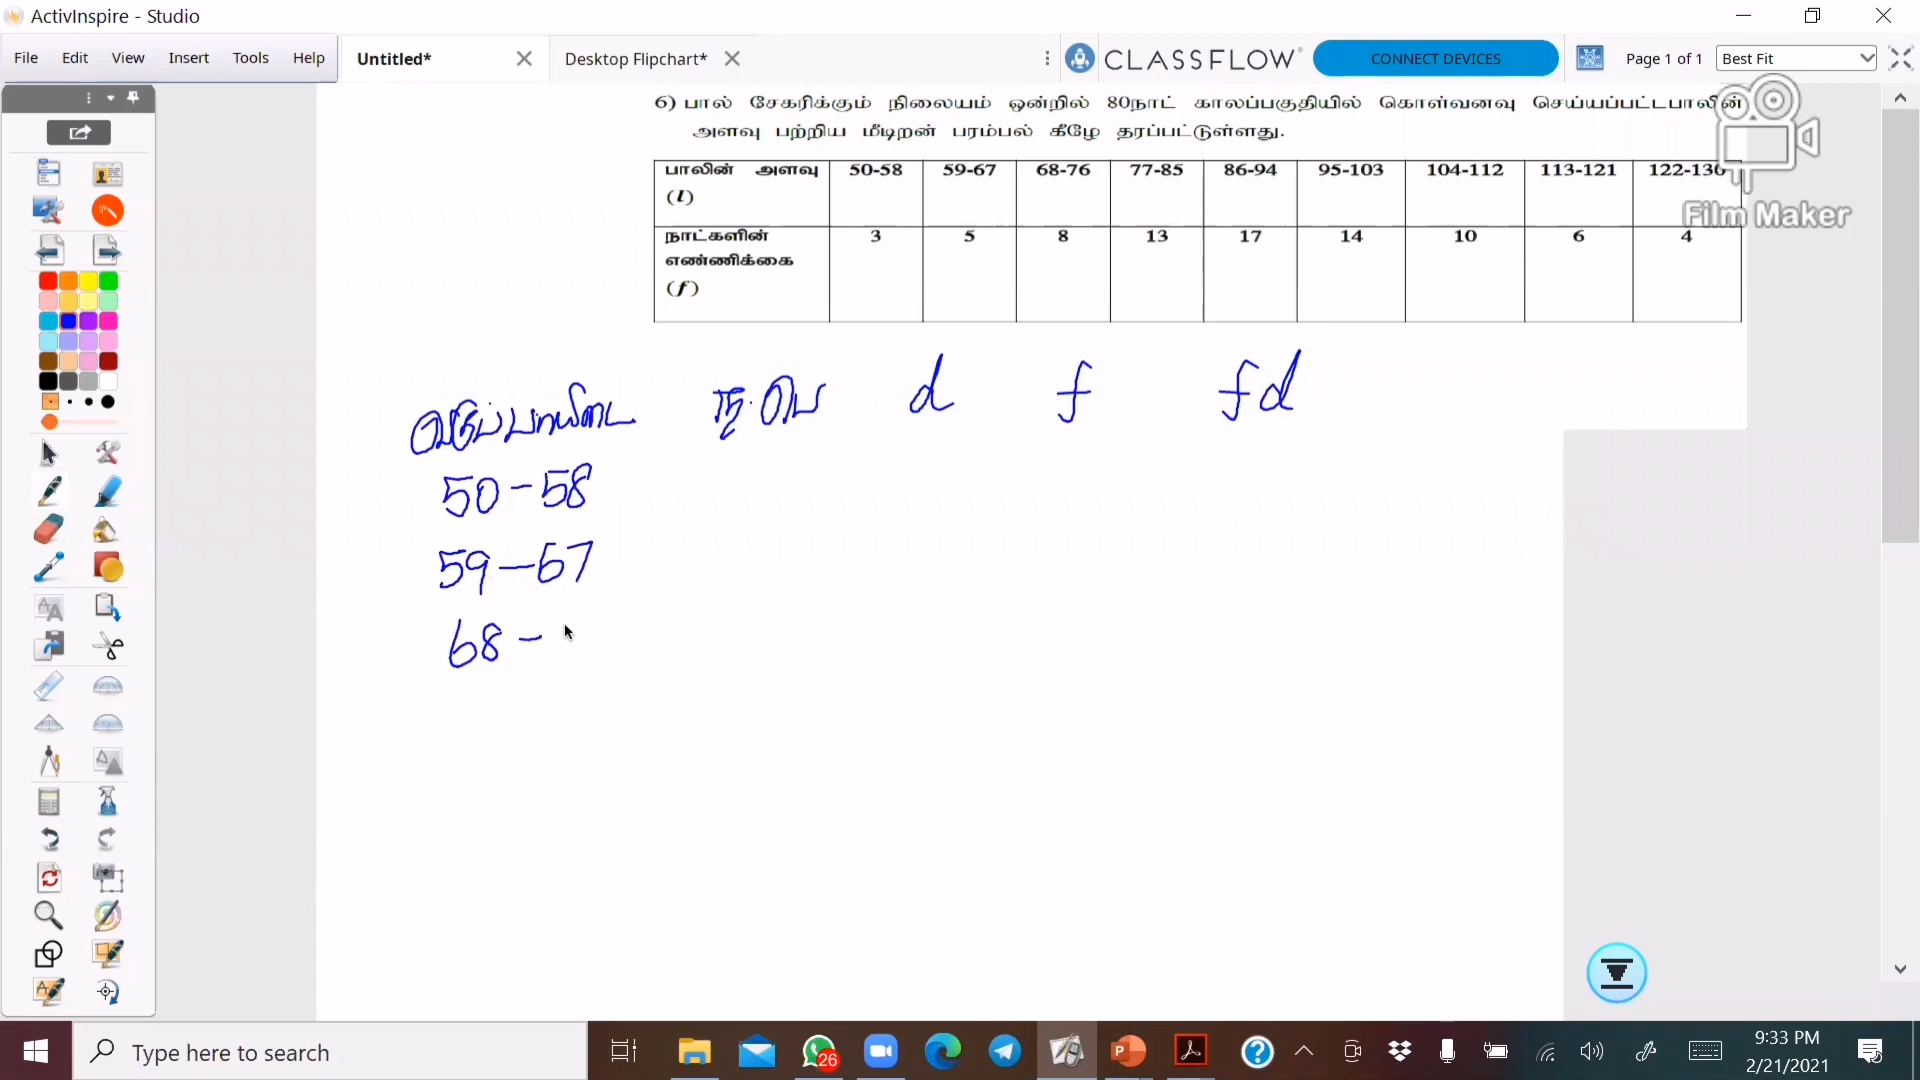 ActivInspire - Studio
File Edit View Insert Tools Help
Untitled*
Desktop Flipchart*
CLASSFLOW
CONNECT DEVICES
Page 1 of 1
Best Fit
6) பால் சேகரிக்கும் நிலையம் ஒன்றில் 80நாட் காலப்பகுதியில் கொள்வனவு செய்யப்பட்டபாலின்
அளவு பற்றிய மீடிறன் பரம்பல் கீழே தரப்பட்டுள்ளது.
பாலின் அளவு (l) 50-58 59-67 68-76 77-85 86-94 95-103 104-112 113-121 122-130
நாட்களின் எண்ணிக்கை (f) 3 5 8 13 17 14 10 6 4
Film Maker
வகுப்பாயிடை ந.பெ d f fd
50-58
59-67
68-
Type here to search
26
9:33 PM
2/21/2021